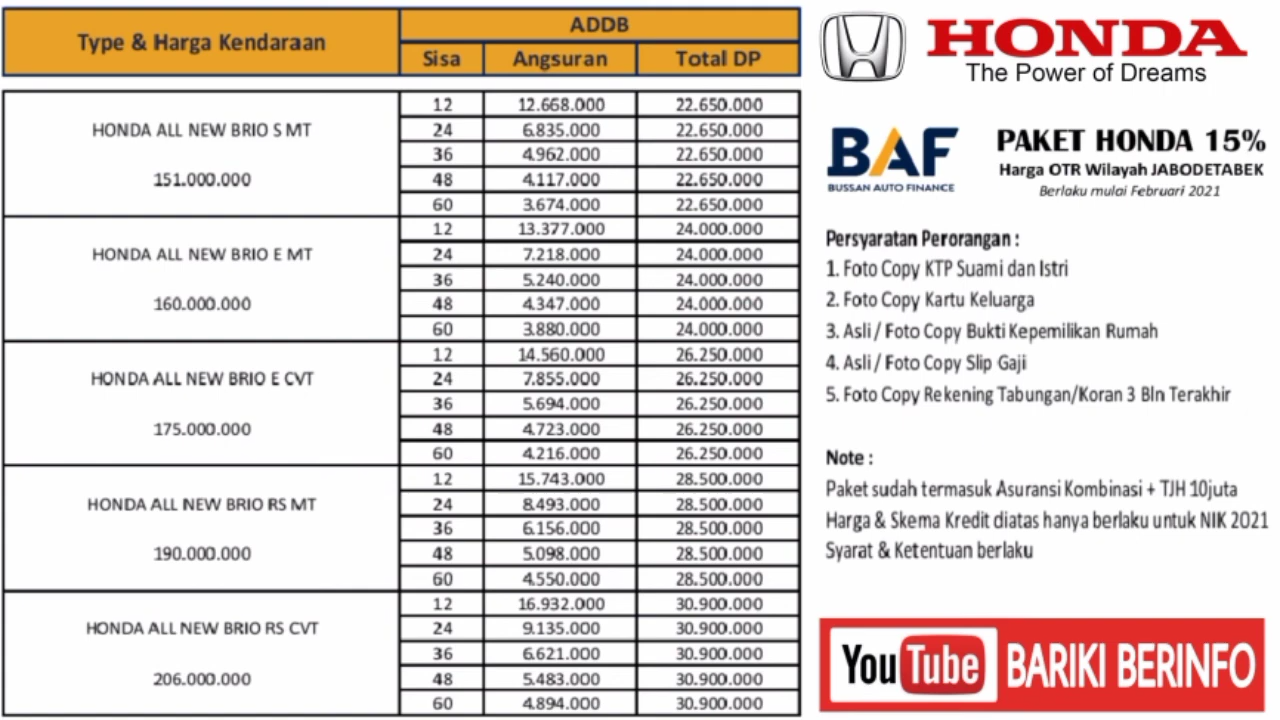 Type & Harga Kendaraan
ADDB
Sisa Angsuran Total DP
HONDA ALL NEW BRIO S MT
151.000.000
12 12.668.000 22.650.000
24 6.835.000 22.650.000
36 4.962.000 22.650.000
48 4.117.000 22.650.000
60 3.674.000 22.650.000
HONDA ALL NEW BRIO E MT
160.000.000
12 13.377.000 24.000.000
24 7.218.000 24.000.000
36 5.240.000 24.000.000
48 4.347.000 24.000.000
60 3.880.000 24.000.000
HONDA ALL NEW BRIO E CVT
175.000.000
12 14.560.000 26.250.000
24 7.855.000 26.250.000
36 5.694.000 26.250.000
48 4.723.000 26.250.000
60 4.216.000 26.250.000
HONDA ALL NEW BRIO RS MT
190.000.000
12 15.743.000 28.500.000
24 8.493.000 28.500.000
36 6.156.000 28.500.000
48 5.098.000 28.500.000
60 4.550.000 28.500.000
HONDA ALL NEW BRIO RS CVT
206.000.000
12 16.932.000 30.900.000
24 9.135.000 30.900.000
36 6.621.000 30.900.000
48 5.483.000 30.900.000
60 4.894.000 30.900.000
HONDA
The Power of Dreams
BAF
BUSSAN AUTO FINANCE
PAKET HONDA 15%
Harga OTR Wilayah JABODETABEK
Berlaku mulai Februari 2021
Persyaratan Perorangan :
1. Foto Copy KTP Suami dan Istri
2. Foto Copy Kartu Keluarga
3. Asli / Foto Copy Bukti Kepemilikan Rumah
4. Asli / Foto Copy Slip Gaji
5. Foto Copy Rekening Tabungan/Koran 3 Bln Terakhir
Note :
Paket sudah termasuk Asuransi Kombinasi + TJH 10juta
Harga & Skema Kredit diatas hanya berlaku untuk NIK 2021
Syarat & Ketentuan berlaku
YouTube BARIKI BERINFO